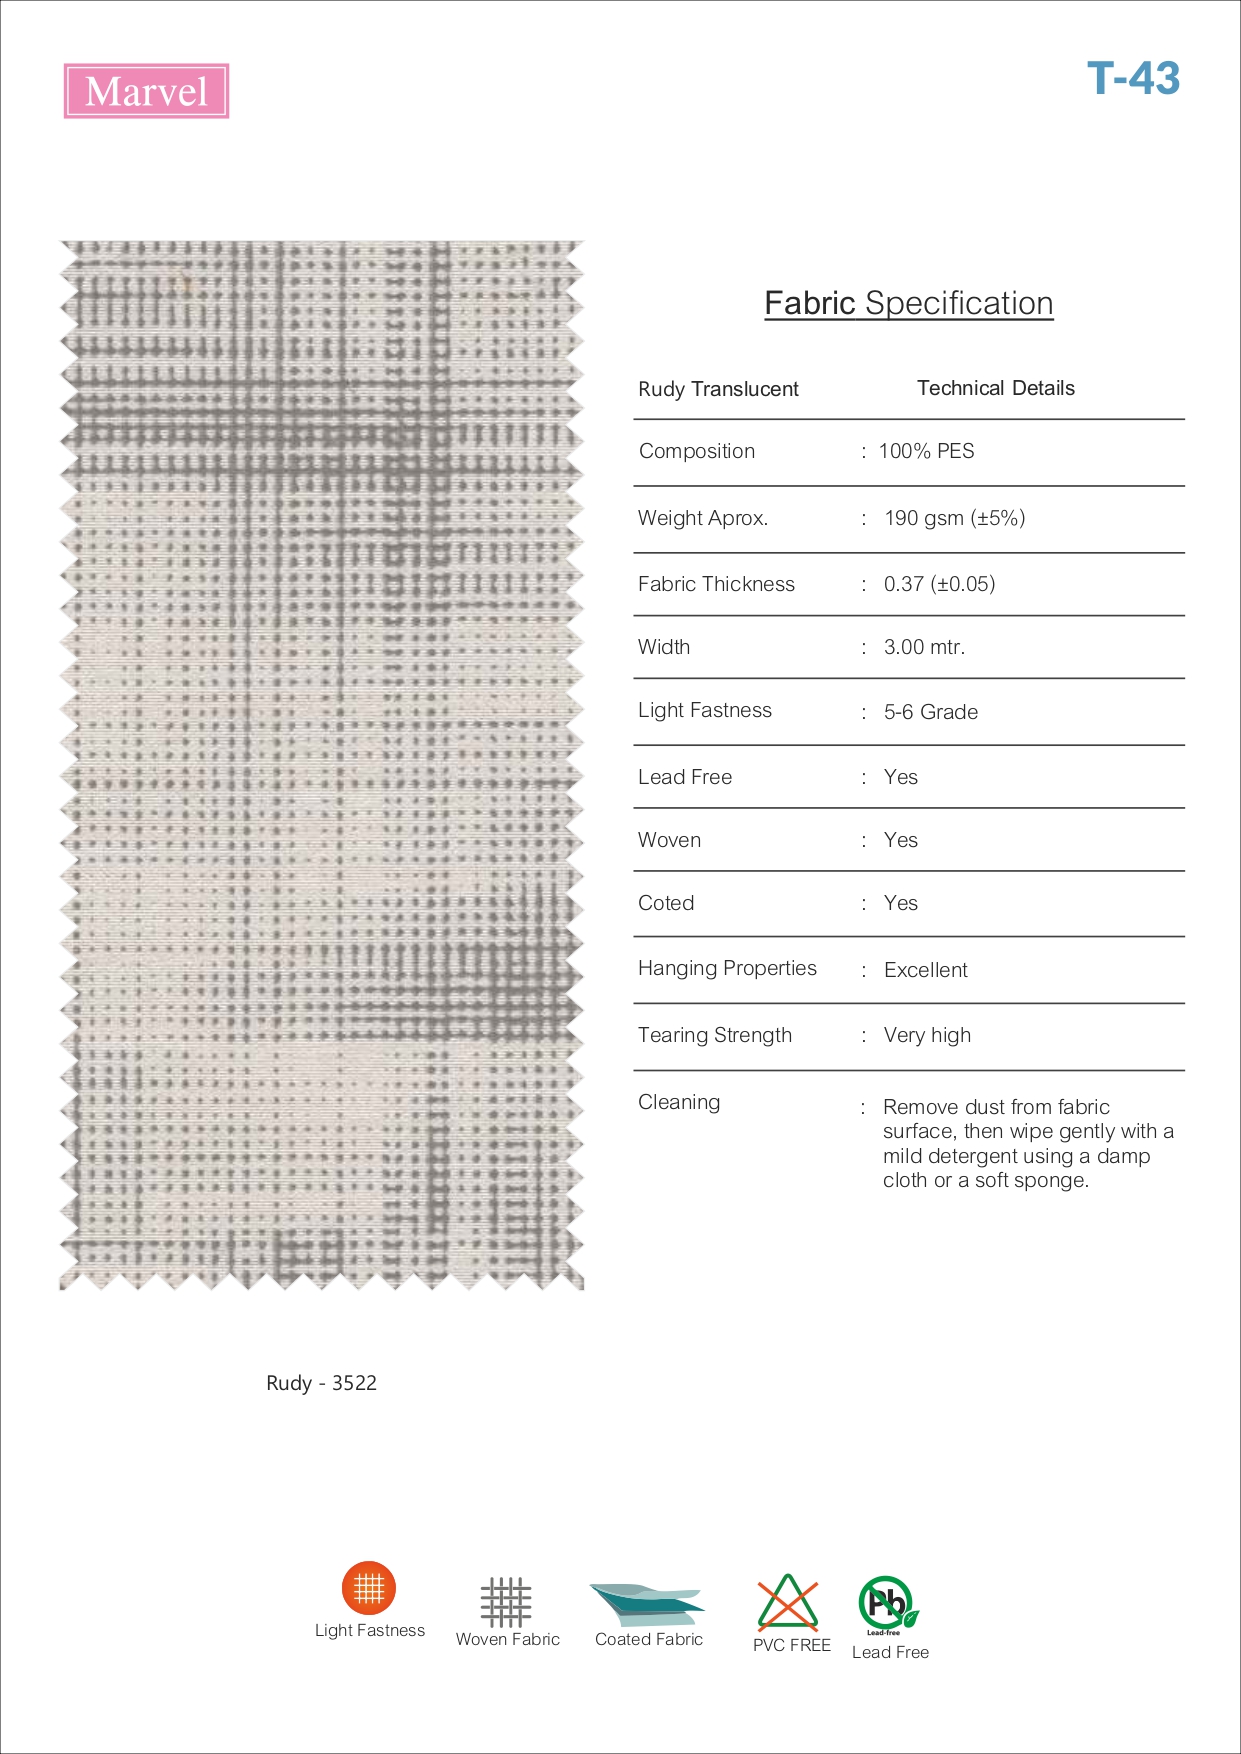 Marvel
T-43
Fabric Specification
Rudy Translucent Technical Details
Composition : 100% PES
Weight Aprox. : 190 gsm (±5%)
Fabric Thickness : 0.37 (±0.05)
Width : 3.00 mtr.
Light Fastness : 5-6 Grade
Lead Free : Yes
Woven : Yes
Coted : Yes
Hanging Properties : Excellent
Tearing Strength : Very high
Cleaning : Remove dust from fabric
surface, then wipe gently with a
mild detergent using a damp
cloth or a soft sponge.
Rudy - 3522
Light Fastness
Woven Fabric
Coated Fabric
PVC FREE
Pb
Lead-free
Lead Free